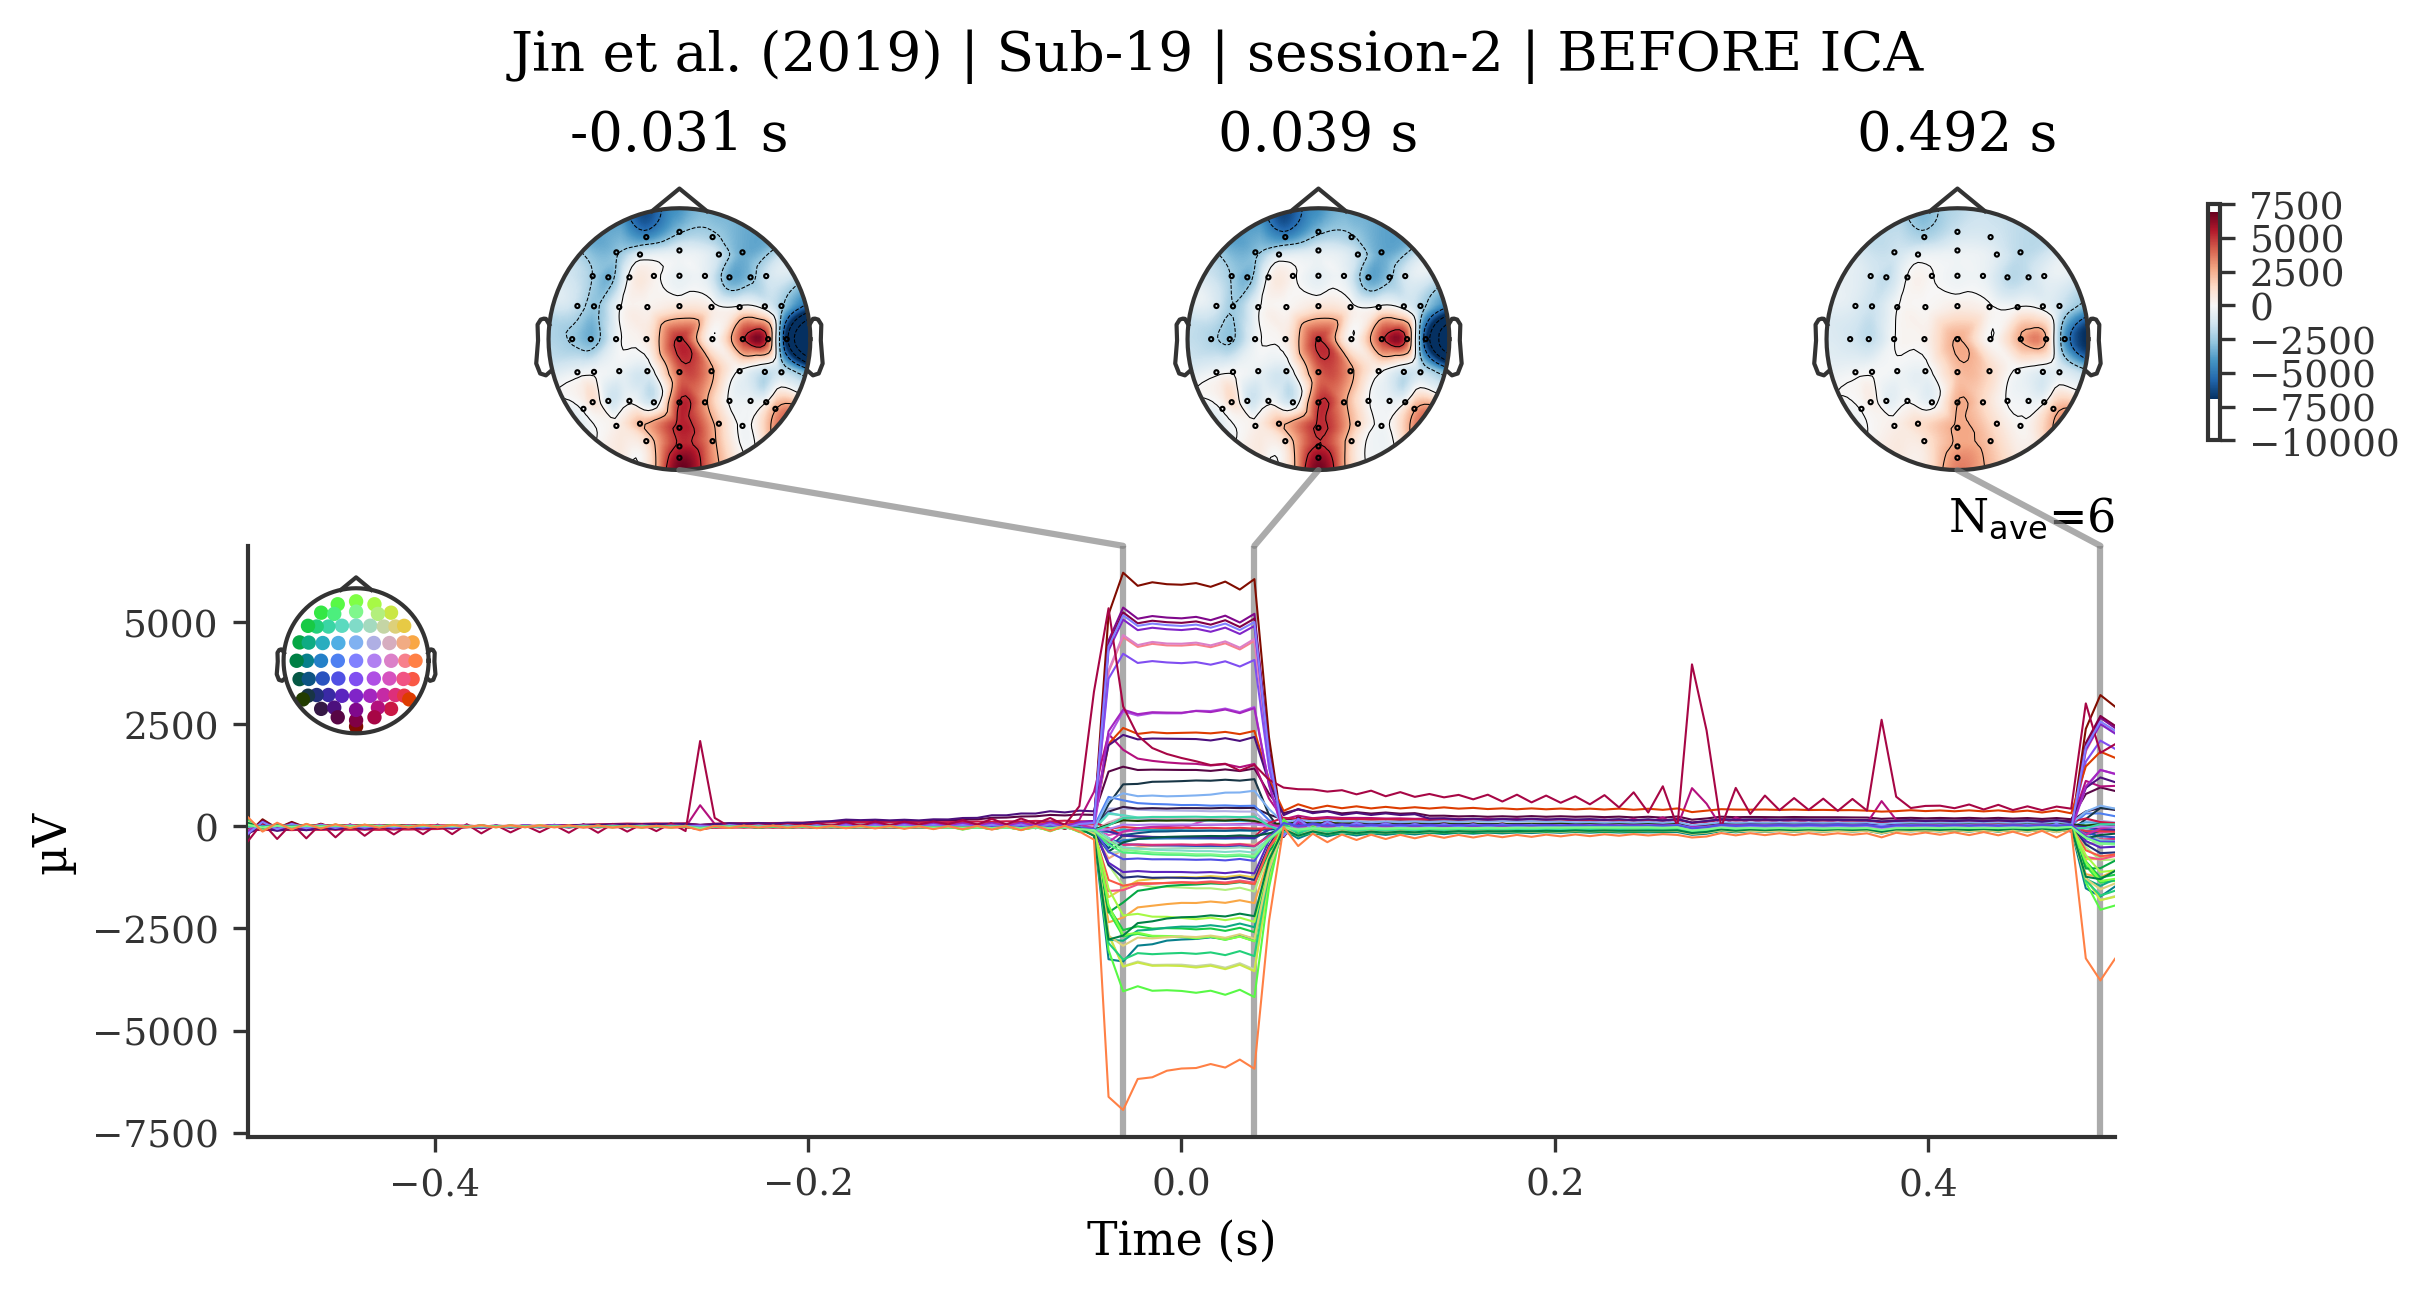 Jin et al. (2019) | Sub-19 | session-2 | BEFORE ICA
-0.031 s
0.039 s
0.492 s
7500
5000
2500
0
−2500
−5000
−7500
−10000
Nave=6
5000
2500
0
−2500
−5000
−7500
µV
−0.4
−0.2
0.0
0.2
0.4
Time (s)